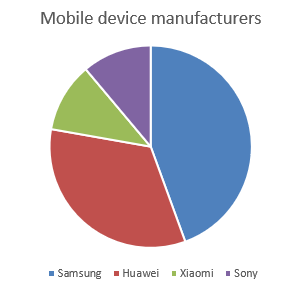 Mobile device manufacturers
Samsung Huawei Xiaomi Sony